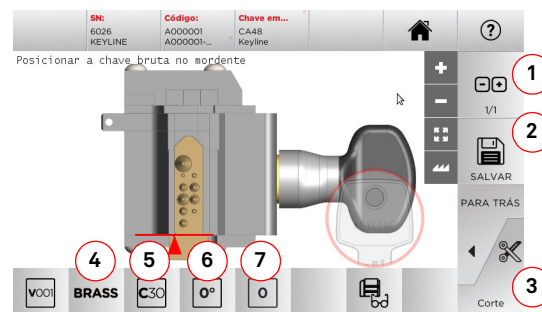 SN:
6026
KEYLINE
Código:
A000001
A000001-...
Chave em...
CA48
Keyline
?
Posicionar a chave bruta no mordente
1
1/1
2
SALVAR
PARA TRÁS
3
Corte
4
5
6
7
V001
BRASS
C30
0°
0